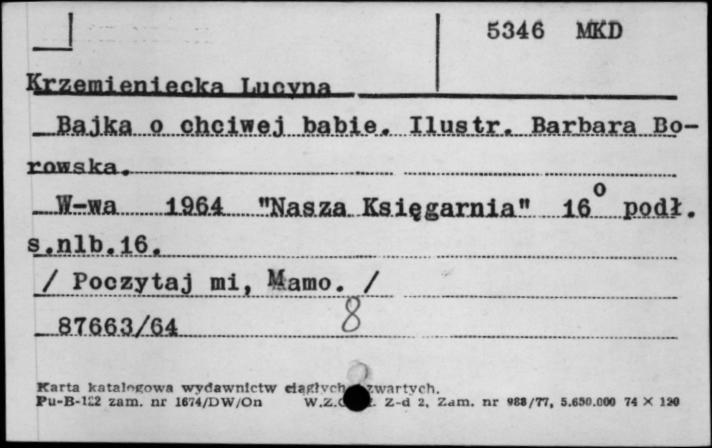 5346 MKD
Krzemieniecka Lucyna
Bajka o chciwej babie. Ilustr. Barbara Bo-
rowska.
W-wa 1964 "Nasza Księgarnia" 16° podł.
s.nlb.16.
/ Poczytaj mi, Mamo. /
87663/64 8
Karta katalogowa wydawnictw ciągłych zwartych.
Pu-B-122 zam. nr 1674/DW/On Z-d 2, Zam. nr 988/77, 5.650.000 74 X 120